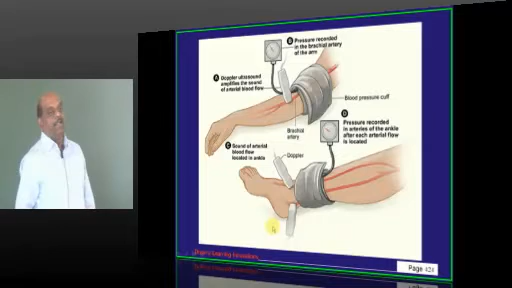 B Pressure recorded
in the brachial artery
of the arm
A Doppler ultrasound
amplifies the sound
of arterial blood flow
Blood pressure cuff
D
Pressure recorded
in arteries of the ankle
after each arterial flow
is located
Brachial
artery
C Sound of arterial
blood flow
located in ankle
Doppler
Learning
Page 424